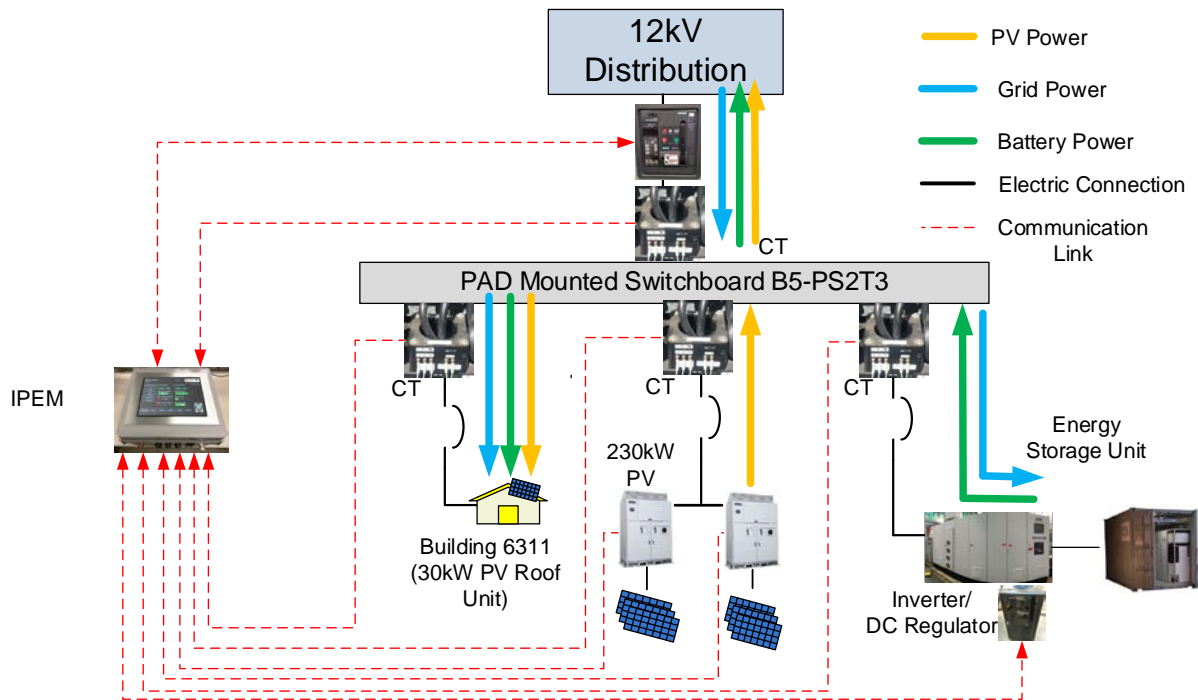 12kV
Distribution
PV Power
Grid Power
Battery Power
Electric Connection
Communication
Link
CT
PAD Mounted Switchboard B5-PS2T3
CT
CT
CT
IPEM
230kW
PV
Energy
Storage Unit
Building 6311
(30kW PV Roof
Unit)
Inverter/
DC Regulator